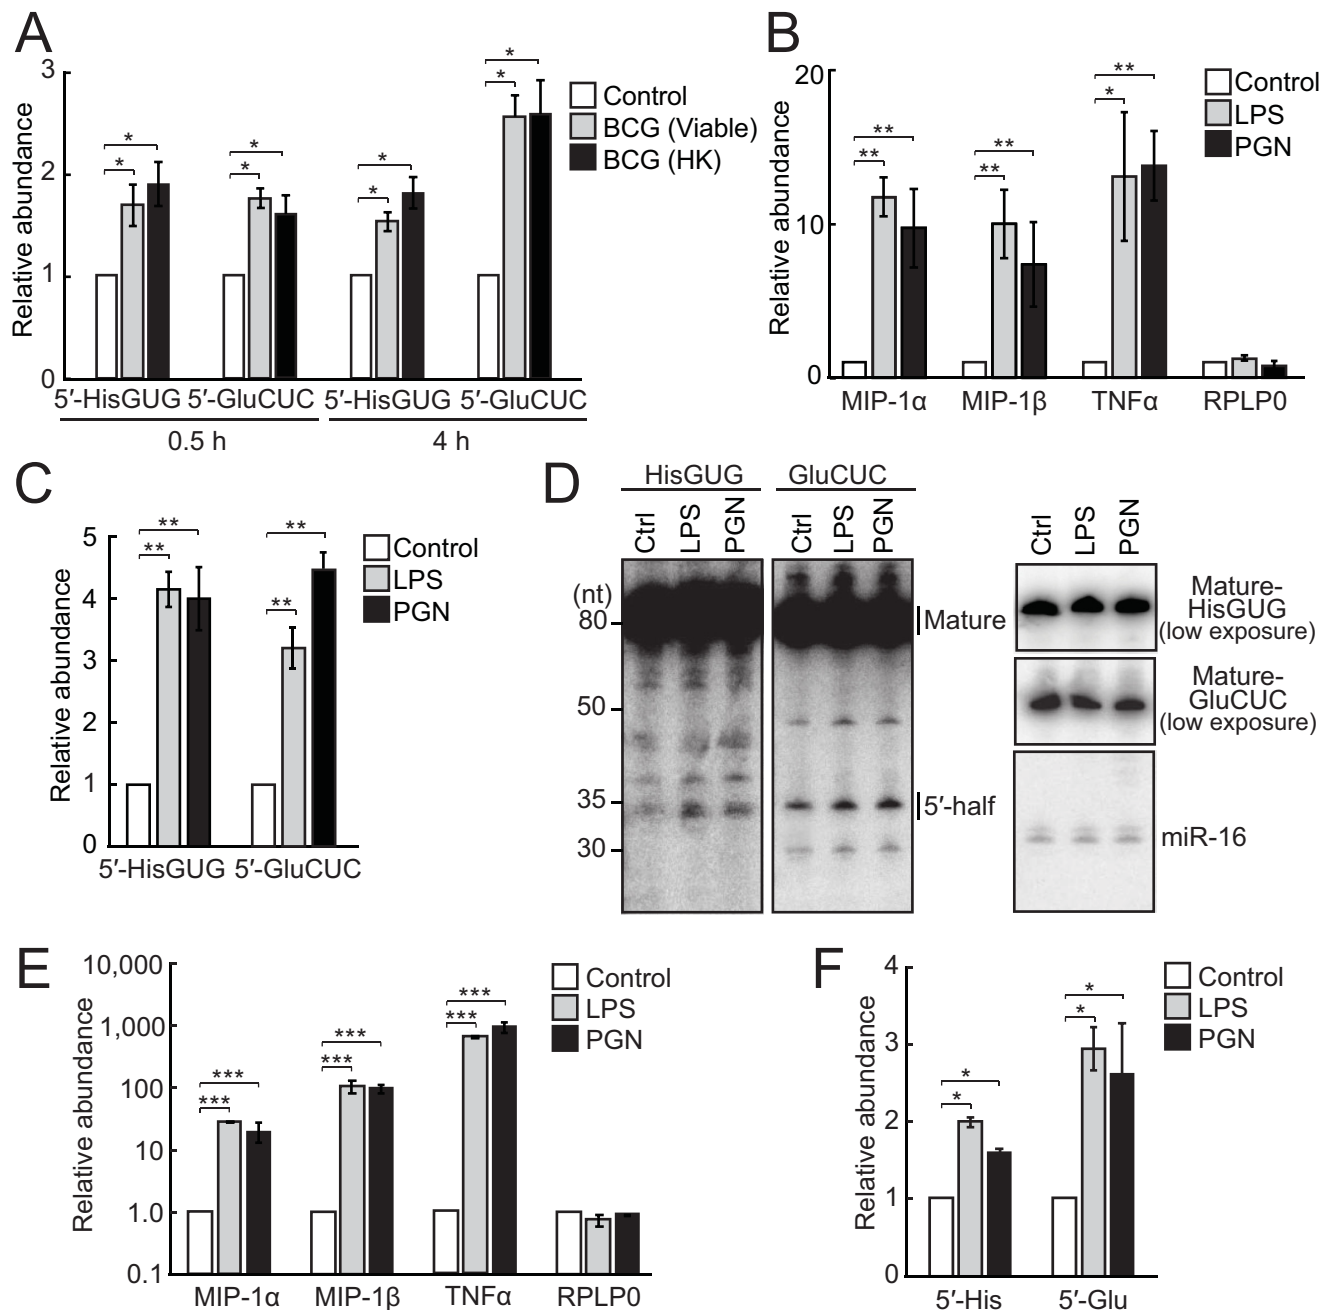 A
Relative abundance
3
2
1
0
*
*
*
*
*
*
*
*
Control
BCG (Viable)
BCG (HK)
5′-HisGUG 5′-GluCUC 5′-HisGUG 5′-GluCUC
0.5 h 4 h
B
Relative abundance
20
10
0
**
**
**
**
**
*
Control
LPS
PGN
MIP-1α MIP-1β TNFα RPLP0
C
Relative abundance
5
4
3
2
1
0
**
**
**
**
Control
LPS
PGN
5′-HisGUG 5′-GluCUC
D
HisGUG GluCUC
Ctrl LPS PGN Ctrl LPS PGN
(nt)
80
50
35
30
Mature
5′-half
Ctrl LPS PGN
Mature-
HisGUG
(low exposure)
Mature-
GluCUC
(low exposure)
miR-16
E
Relative abundance
10,000
1,000
100
10
1.0
0.1
***
***
***
***
***
***
Control
LPS
PGN
MIP-1α MIP-1β TNFα RPLP0
F
Relative abundance
4
3
2
1
0
*
*
*
*
Control
LPS
PGN
5′-His 5′-Glu